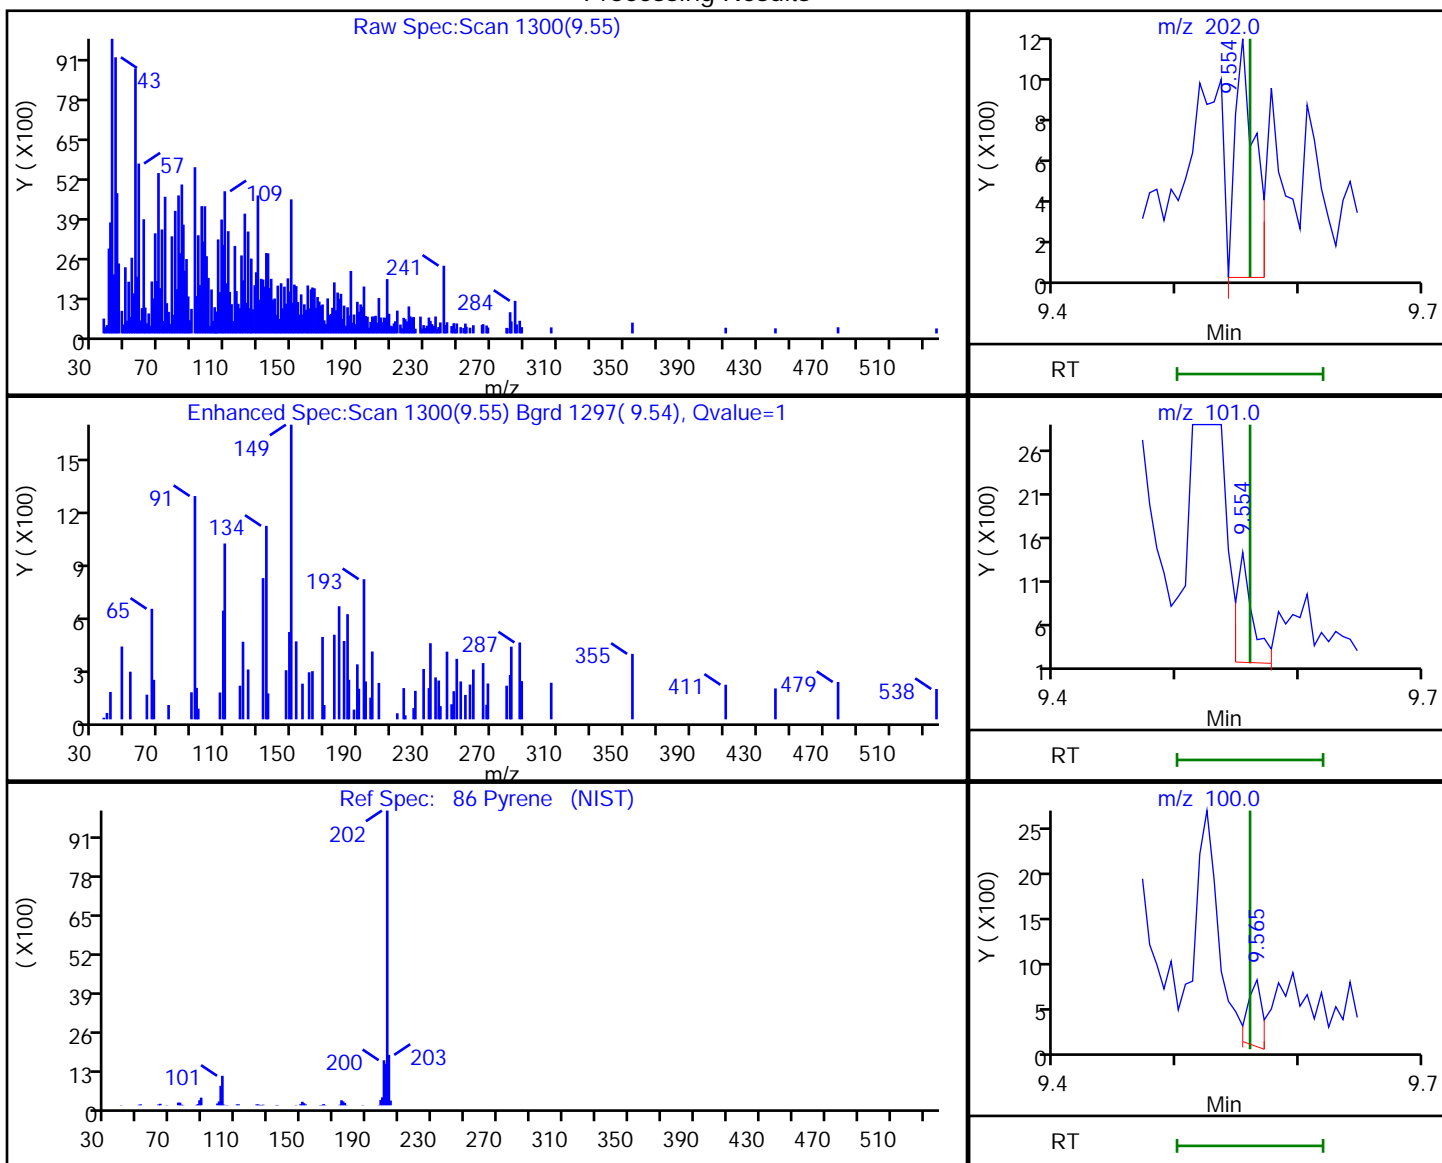 Processing Results
Raw Spec:Scan 1300(9.55)
Y ( X100)
91
78
65
52
39
26
13
0
43
57
109
241
284
30 70 110 150 190 230 270 310 350 390 430 470 510
m/z
m/z 202.0
Y ( X100)
12
10
8
6
4
2
0
9.554
9.4 9.7
Min
RT
Enhanced Spec:Scan 1300(9.55) Bgrd 1297( 9.54), Qvalue=1
Y ( X100)
15
12
9
6
3
0
149
91
134
193
65
287
355
411
479
538
30 70 110 150 190 230 270 310 350 390 430 470 510
m/z
m/z 101.0
Y ( X100)
26
21
16
11
6
1
9.554
9.4 9.7
Min
RT
Ref Spec: 86 Pyrene (NIST)
( X100)
91
78
65
52
39
26
13
0
202
200
203
101
30 70 110 150 190 230 270 310 350 390 430 470 510
m/z 100.0
Y ( X100)
25
20
15
10
5
0
9.565
9.4 9.7
Min
RT